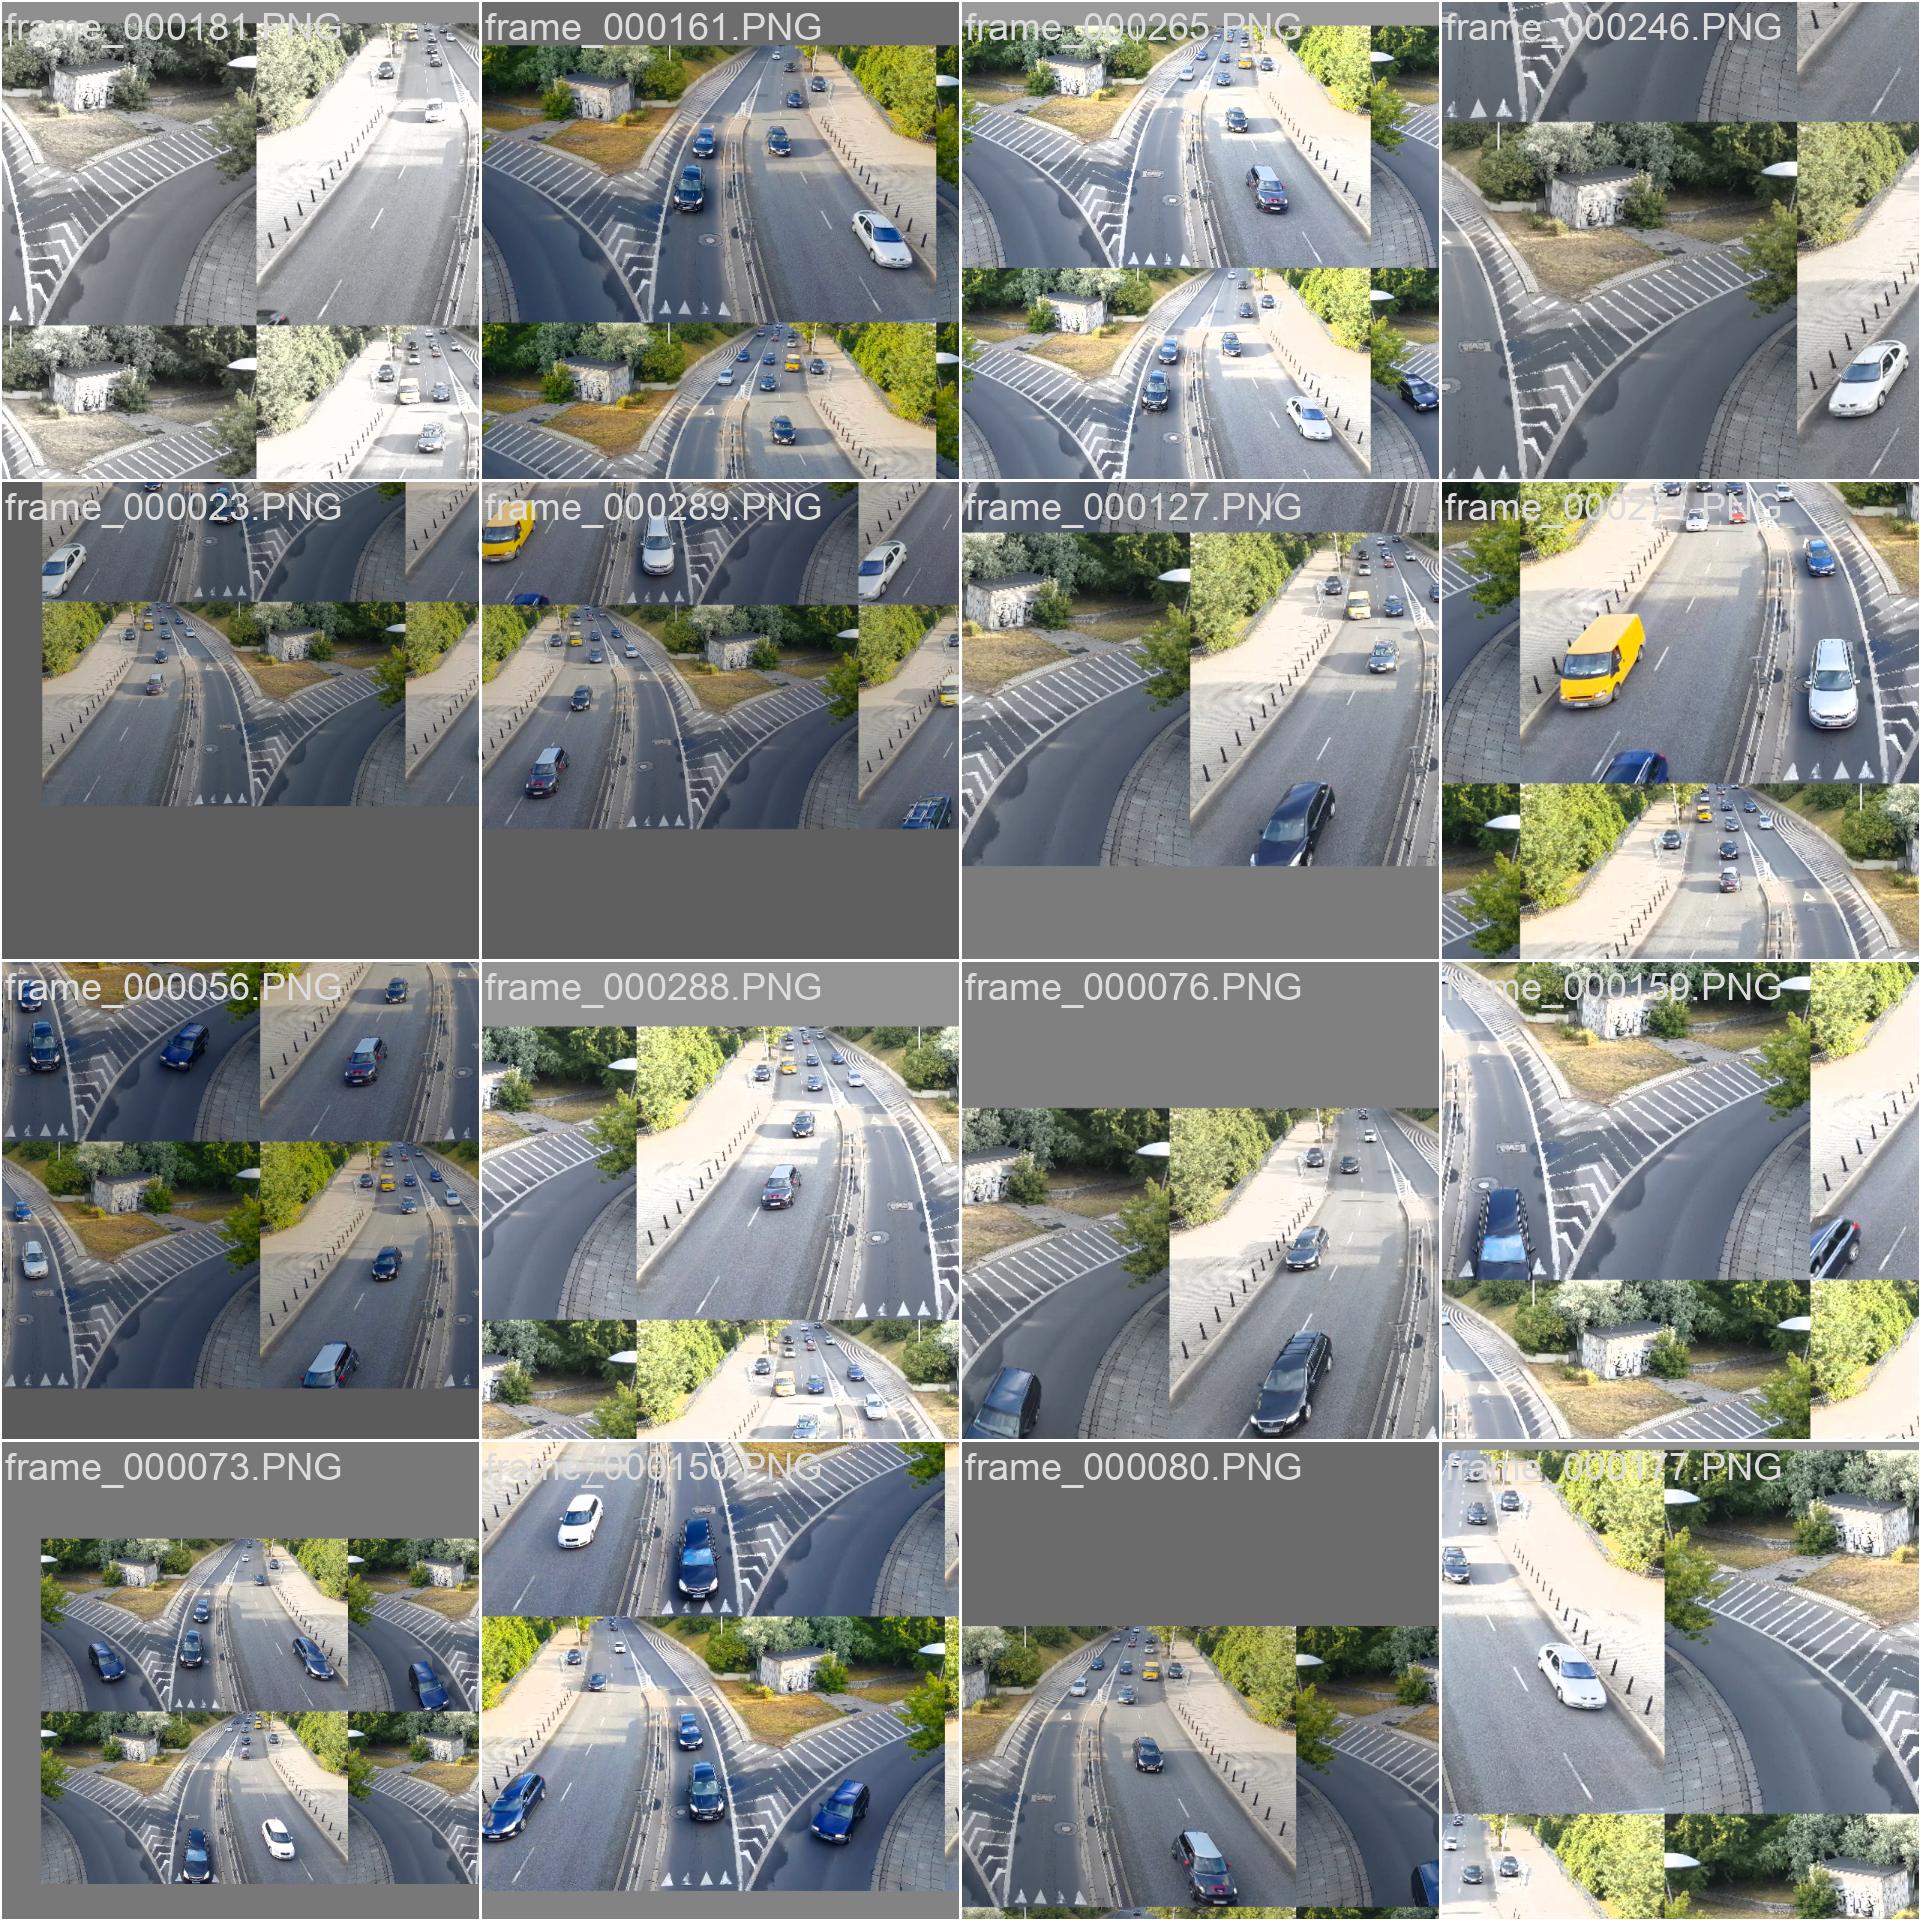 frame_000181.PNG
frame_000161.PNG
frame_000265.PNG
frame_000246.PNG
frame_000023.PNG
frame_000289.PNG
frame_000127.PNG
frame_000056.PNG
frame_000288.PNG
frame_000076.PNG
frame_000159.PNG
frame_000073.PNG
frame_000150.PNG
frame_000080.PNG
frame_000177.PNG